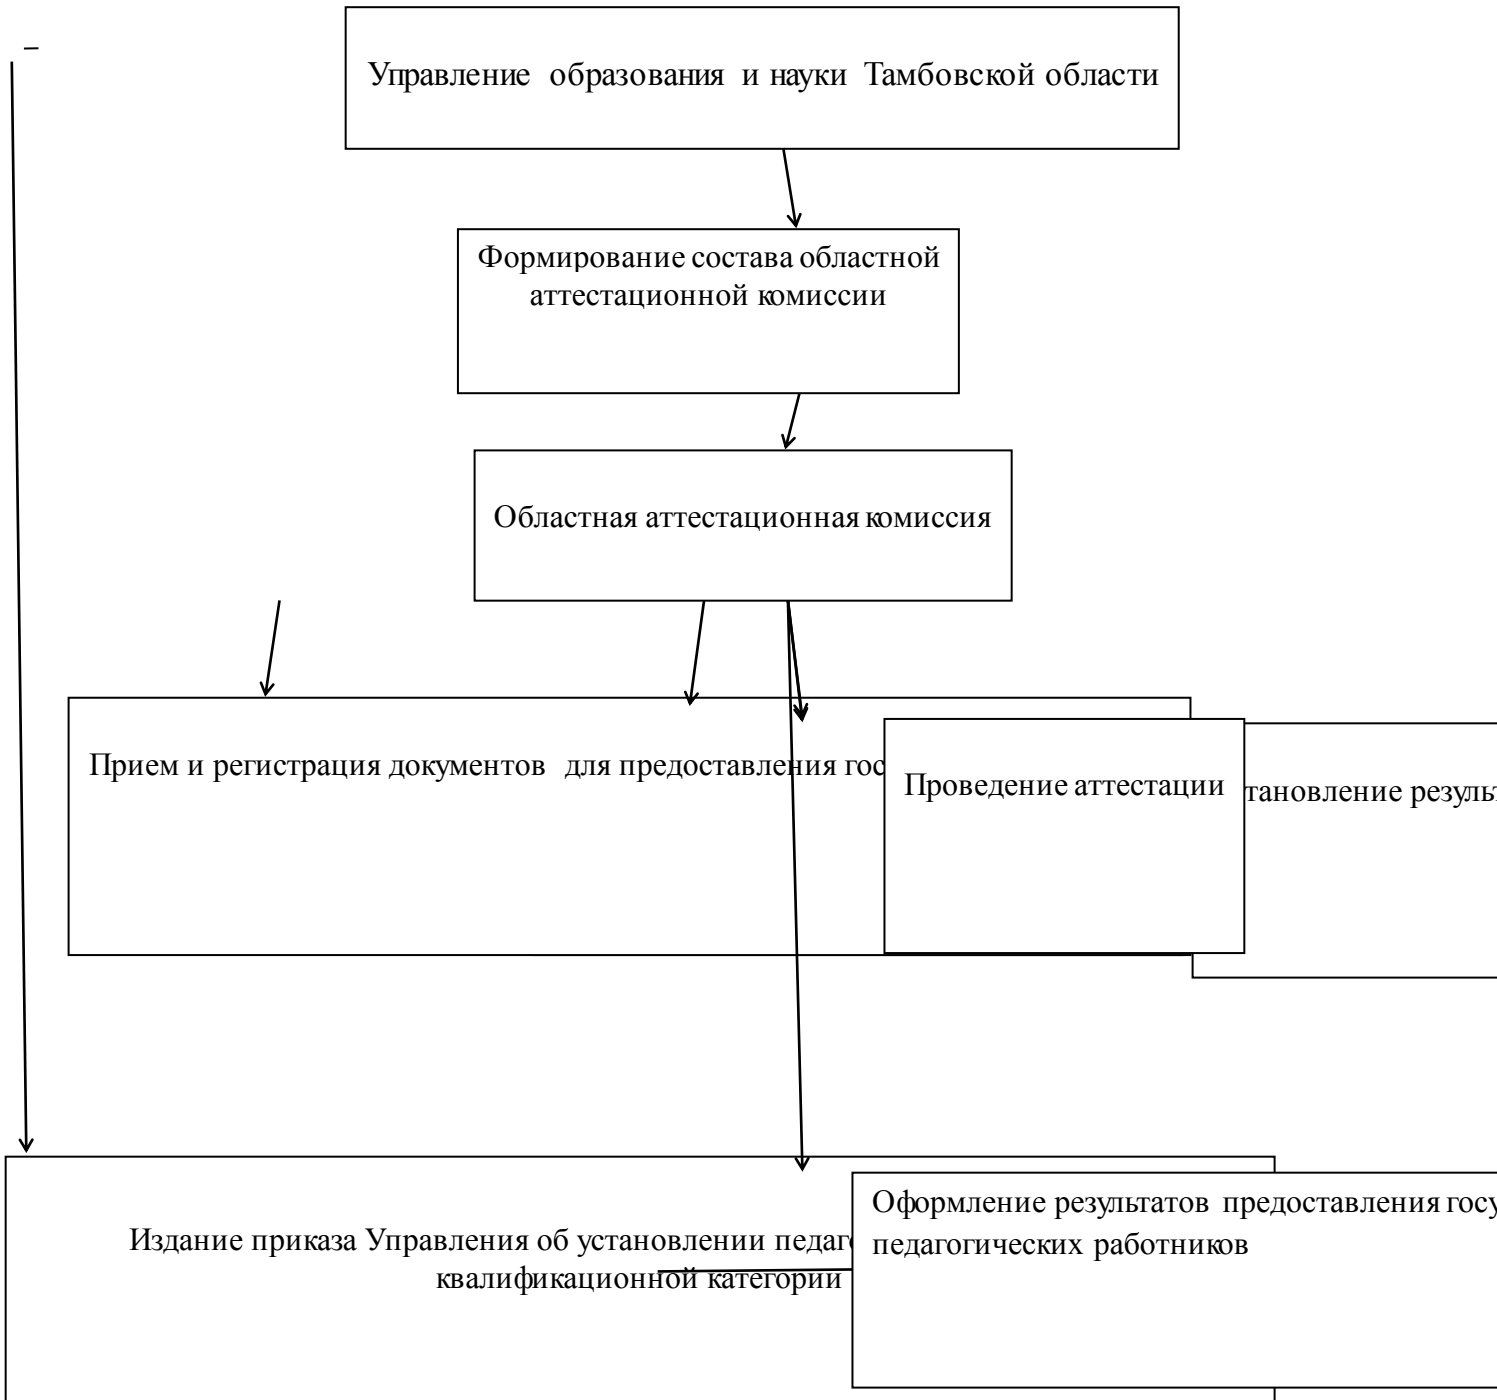 Управление образования и науки Тамбовской области
Формирование состава областной
аттестационной комиссии
Областная аттестационная комиссия
Прием и регистрация документов для предоставления гос
Проведение аттестации
тановление резуль
Издание приказа Управления об установлении педаг
квалификационной категории
Оформление результатов предоставления госу
педагогических работников